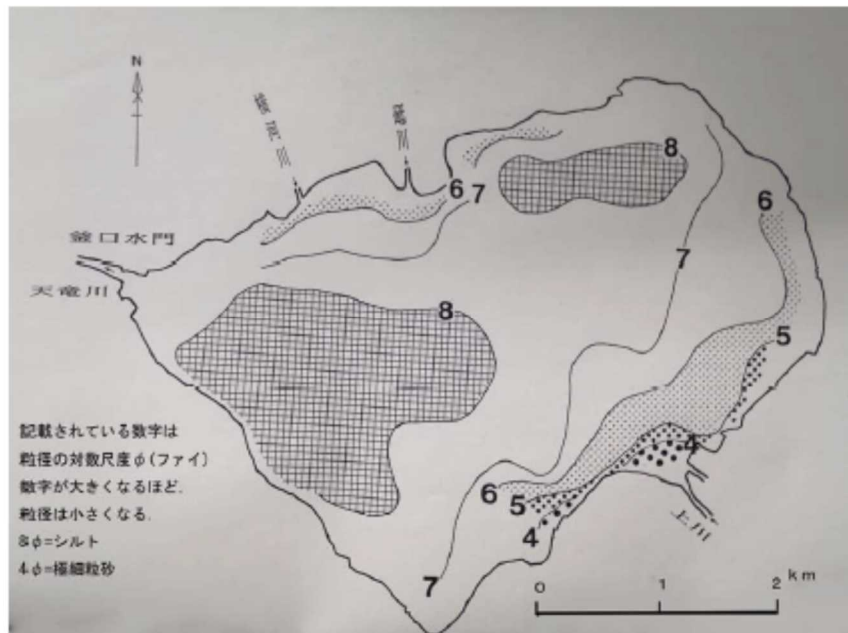 N
8
6
7
6
釜口水門
7
天竜川
8
5
記載されている数字は
粒径の対数尺度φ(ファイ)
数字が大きくなるほど.
粒径は小さくなる.
8φ=シルト
4φ=極細粒砂
4
6
5
上川
4
7
0 1 2 km